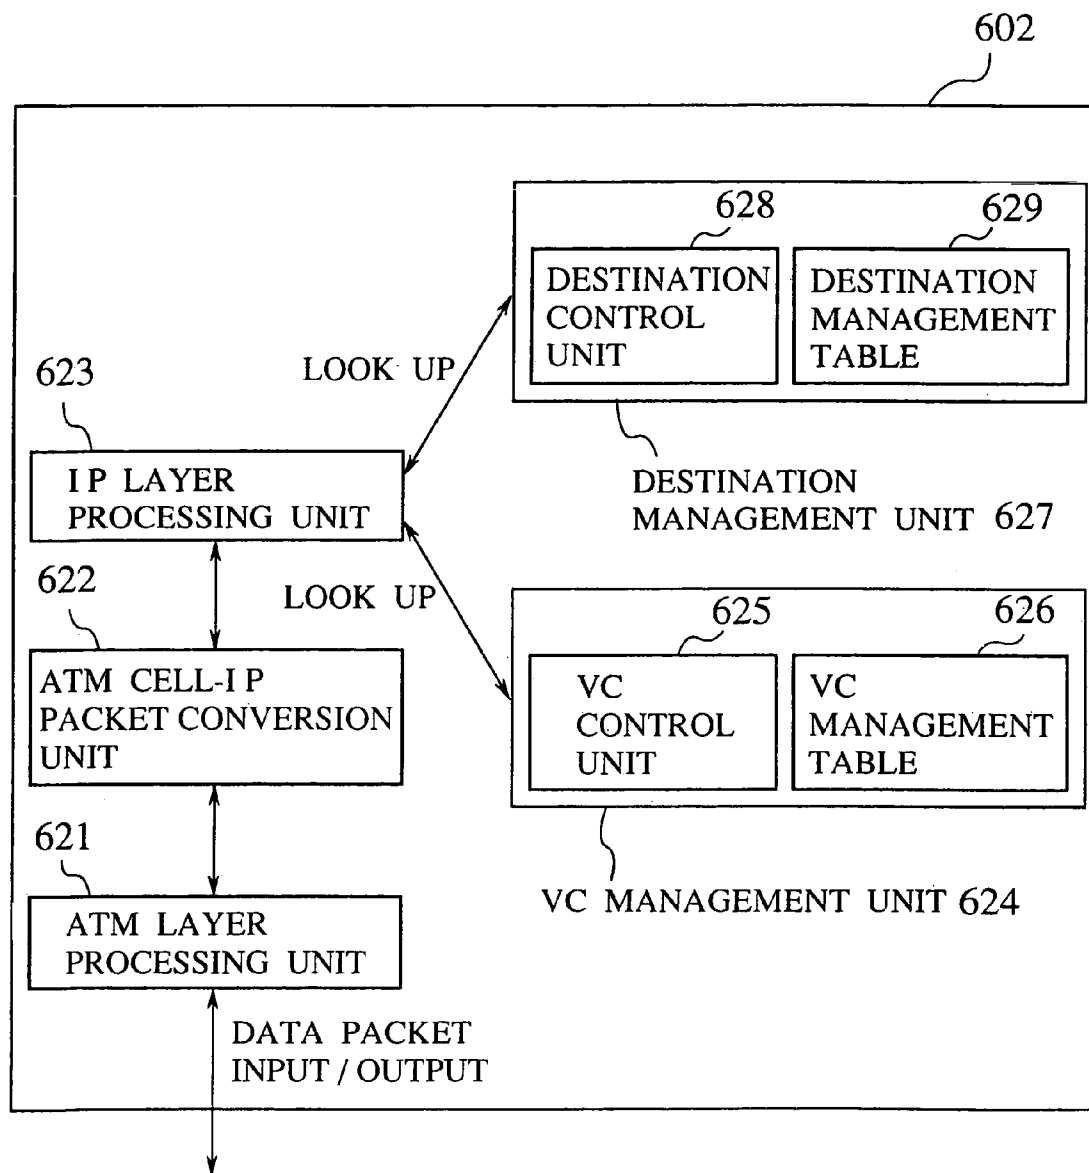 602
628
629
DESTINATION
CONTROL
UNIT
DESTINATION
MANAGEMENT
TABLE
LOOK UP
623
IP LAYER
PROCESSING UNIT
DESTINATION
MANAGEMENT UNIT 627
622
LOOK UP
625
626
ATM CELL-IP
PACKET CONVERSION
UNIT
VC
CONTROL
UNIT
VC
MANAGEMENT
TABLE
621
VC MANAGEMENT UNIT 624
ATM LAYER
PROCESSING UNIT
DATA PACKET
INPUT / OUTPUT